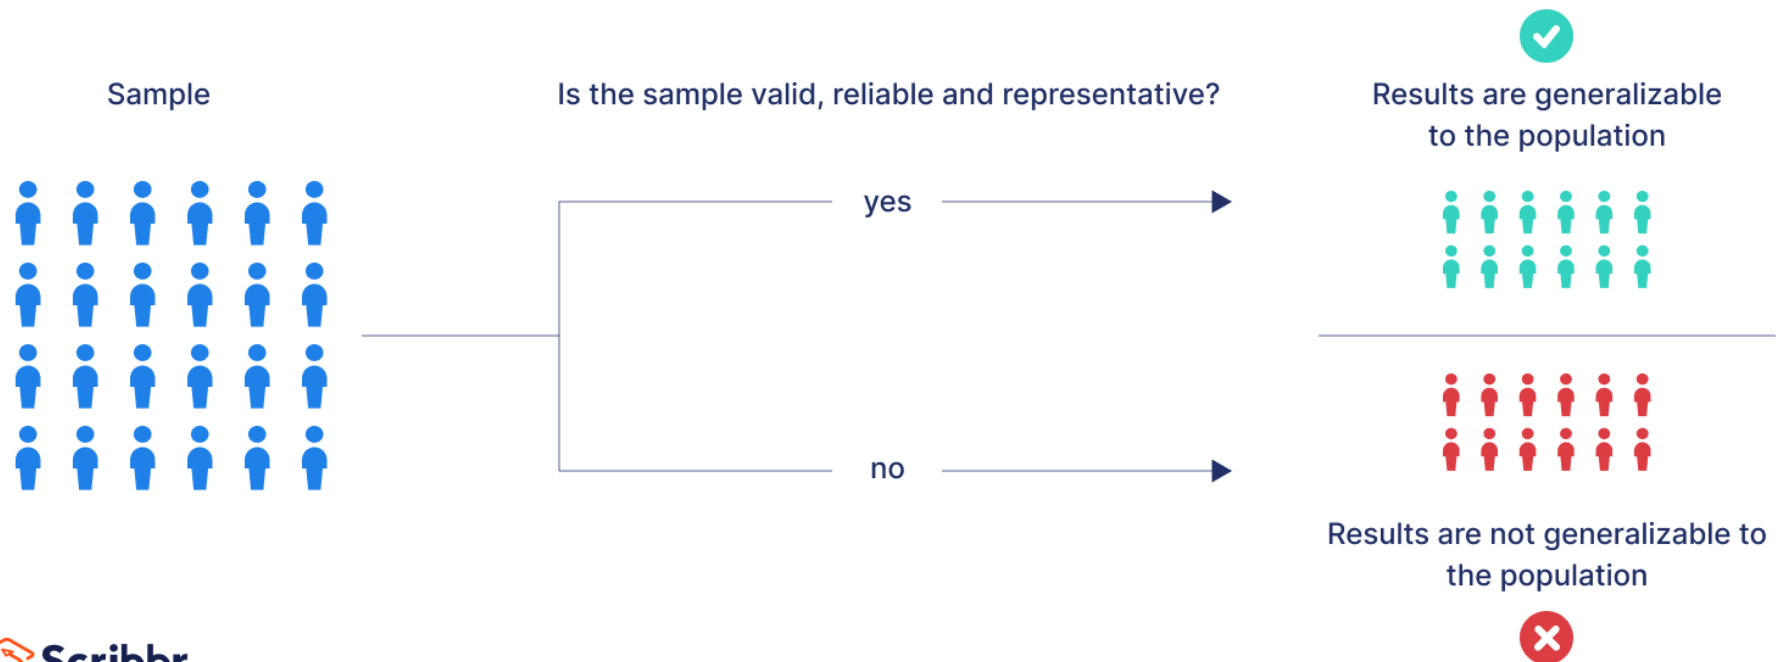 Sample
Is the sample valid, reliable and representative?
Results are generalizable
to the population
yes
no
Results are not generalizable to
the population
Scribbr